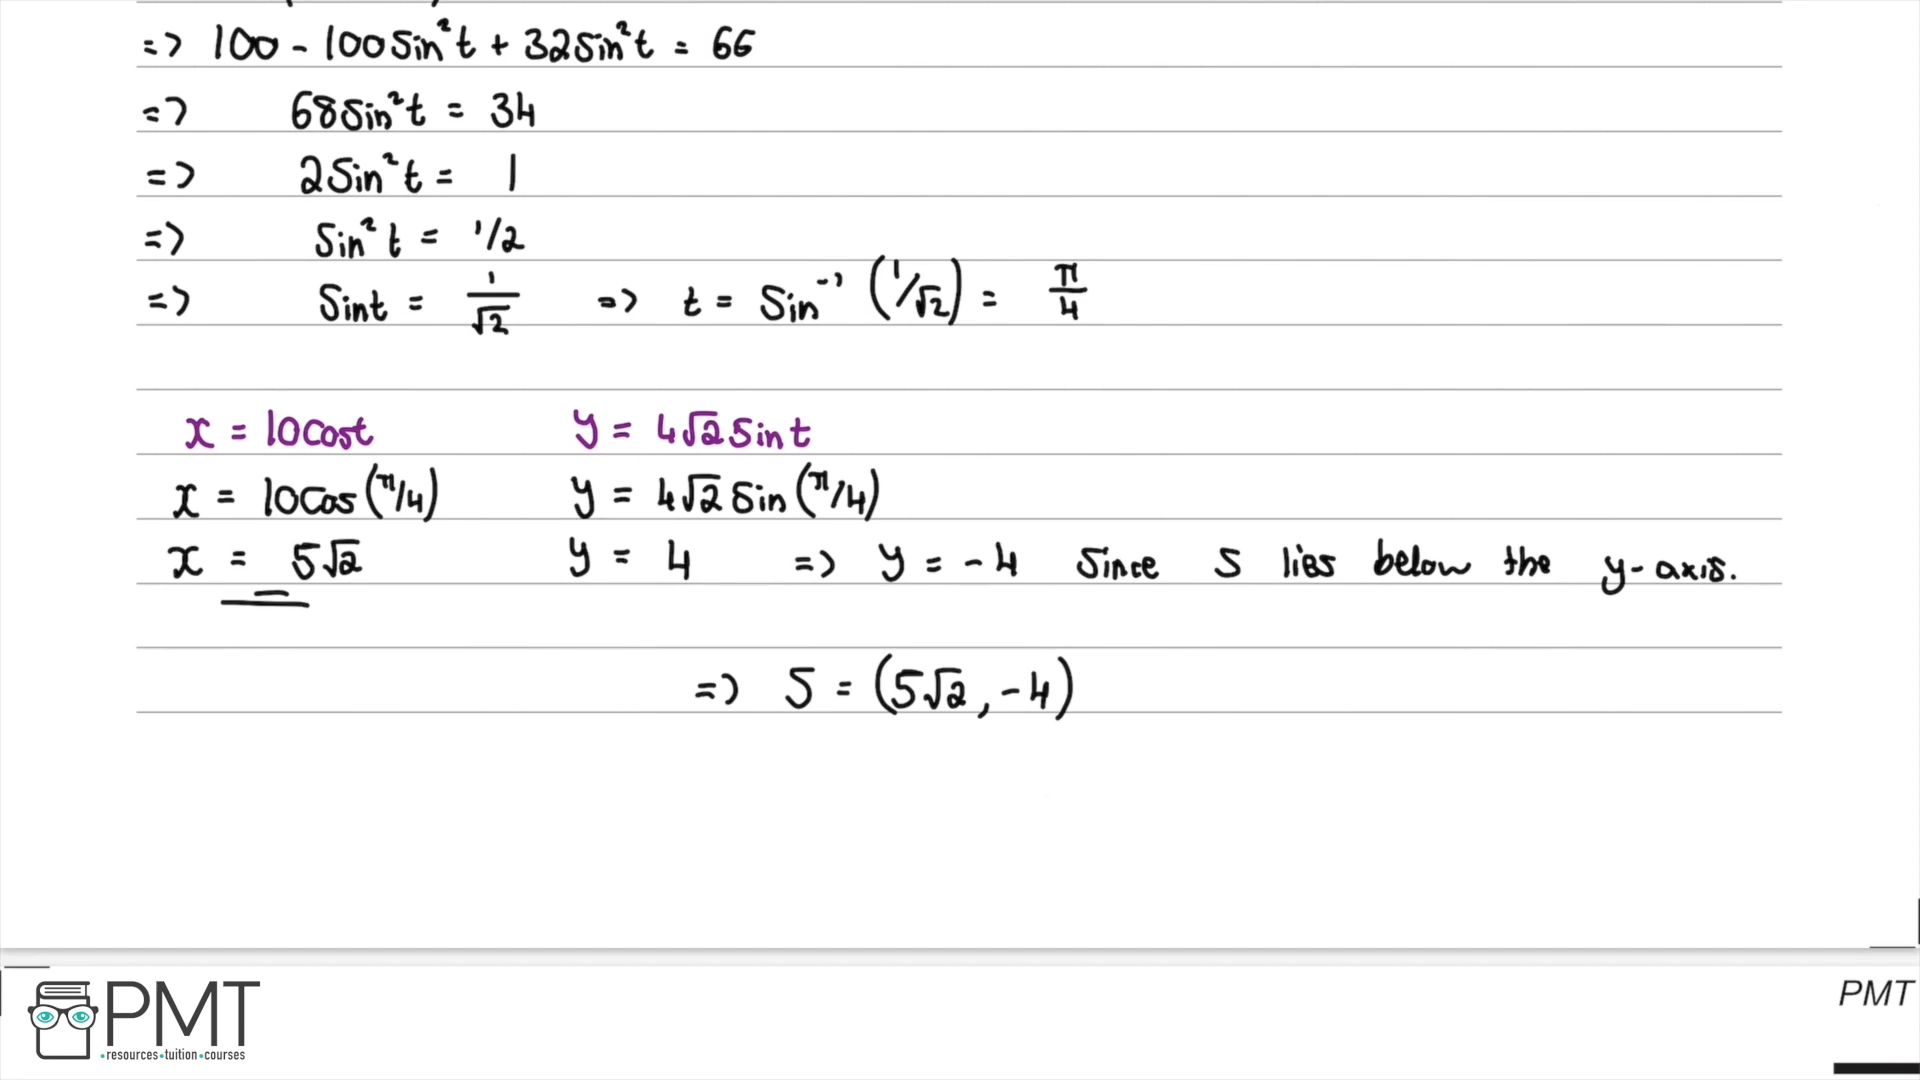 => 100 - 100Sin²t + 32Sin²t = 66
=> 68Sin²t = 34
=> 2Sin²t = 1
=> Sin²t = 1/2
=> Sint = 1/√2 => t = Sin⁻¹(1/√2) = π/4
x = 10Cost y = 4√2Sint
x = 10Cos(π/4) y = 4√2Sin(π/4)
x = 5√2 y = 4 => y = -4 Since S lies below the y-axis.
=> S = (5√2, -4)
PMT
PMT
•resources•tuition•courses